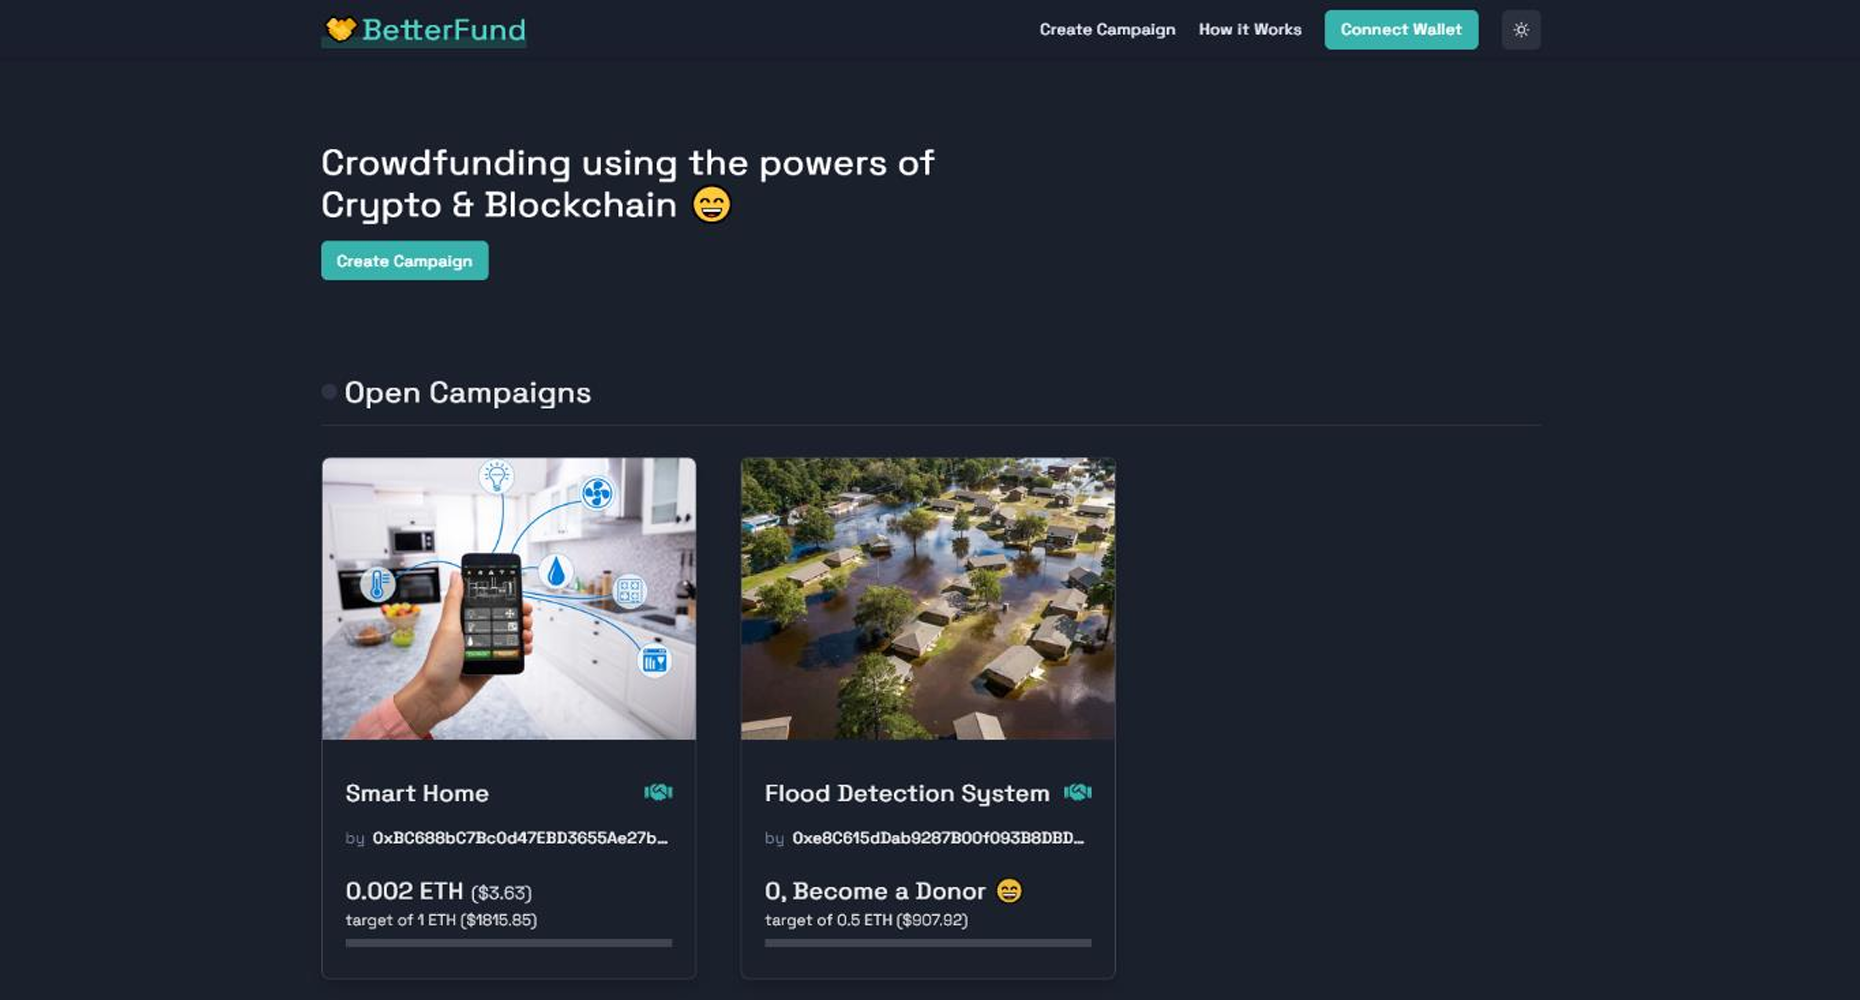 BetterFund
Create Campaign
How it Works
Connect Wallet
Crowdfunding using the powers of
Crypto & Blockchain 😄
Create Campaign
Open Campaigns
Smart Home
by 0xBC688bC7Bc0d47EBD3655Ae27b...
0.002 ETH ($3.63)
target of 1 ETH ($1815.85)
Flood Detection System
by 0xe8C615dDab9287B00f093B8DBD...
0, Become a Donor 😄
target of 0.5 ETH ($907.92)